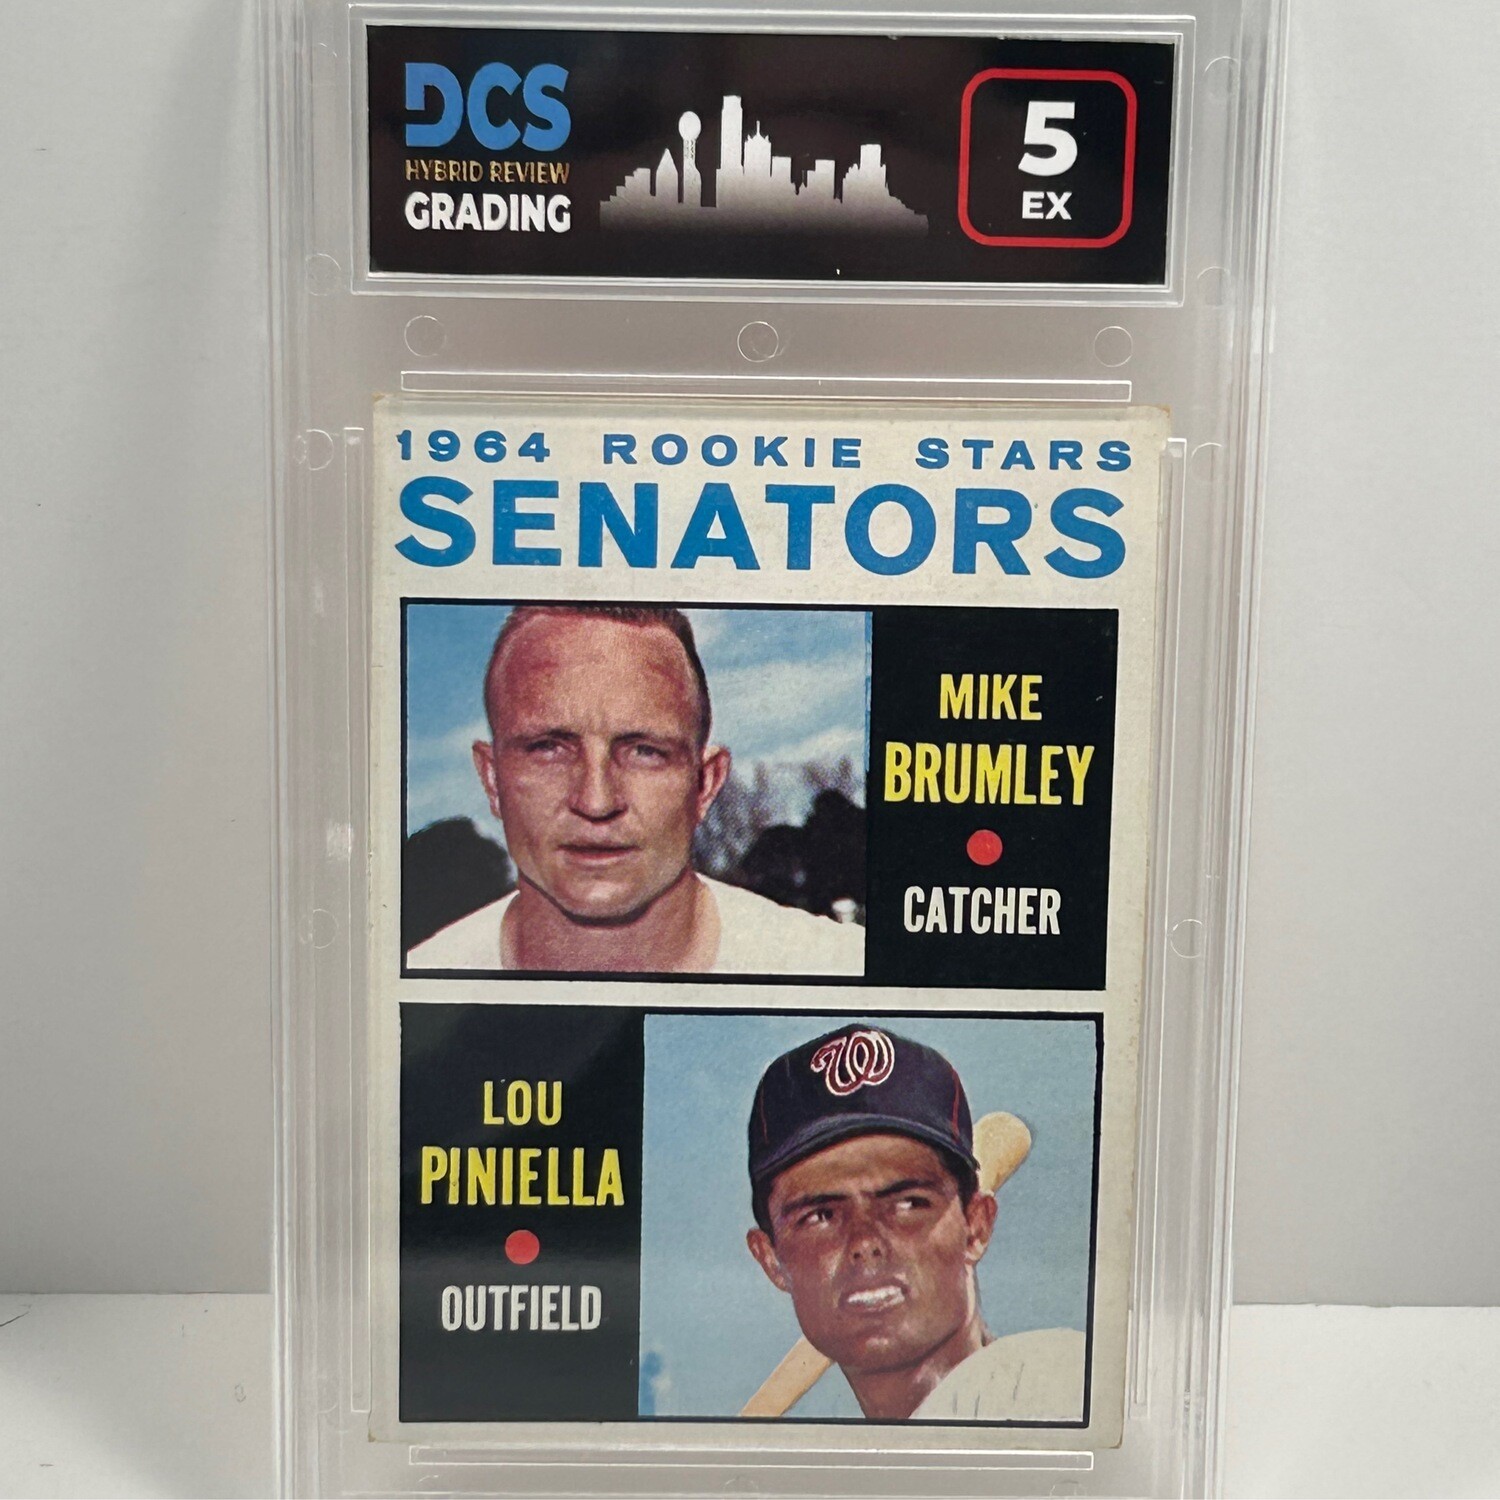 DCS
HYBRID REVIEW
GRADING
5
EX
1964 ROOKIE STARS
SENATORS
MIKE
BRUMLEY
CATCHER
LOU
PINIELLA
OUTFIELD
W